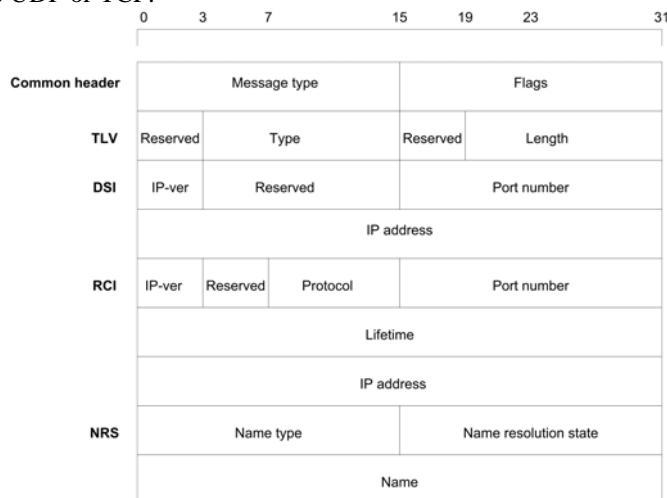 UDP or TCP.
0 3 7 15 19 23 31
Common header Message type Flags
TLV Reserved Type Reserved Length
DSI IP-ver Reserved Port number
IP address
RCI IP-ver Reserved Protocol Port number
Lifetime
IP address
NRS Name type Name resolution state
Name